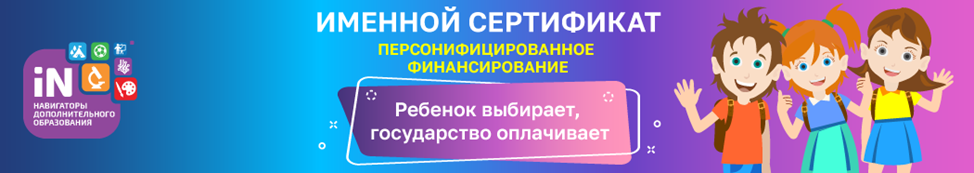 iN
НАВИГАТОРЫ
ДОПОЛНИТЕЛЬНОГО
ОБРАЗОВАНИЯ
ИМЕННОЙ СЕРТИФИКАТ
ПЕРСОНИФИЦИРОВАННОЕ
ФИНАНСИРОВАНИЕ
Ребенок выбирает,
государство оплачивает